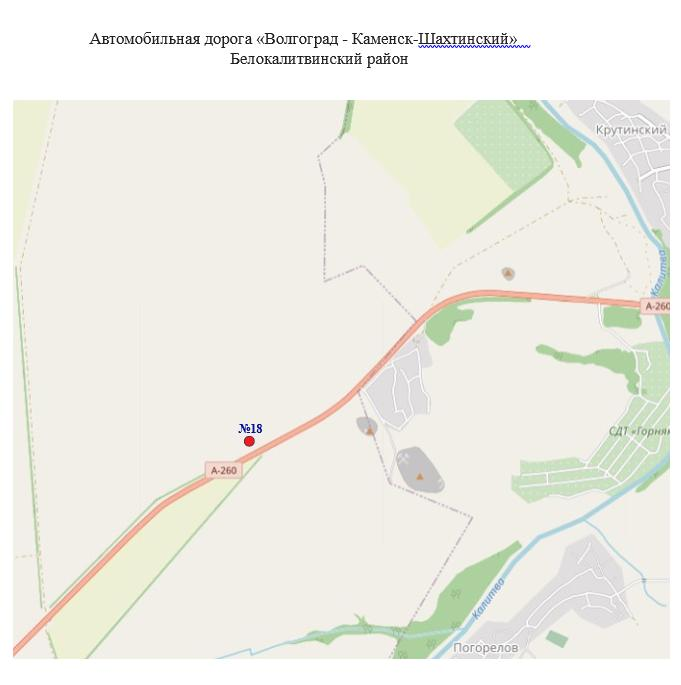 Автомобильная дорога «Волгоград - Каменск-Шахтинский»
Белокалитвинский район
Крутинский
Калитва
А-260
№18
СДТ «Горняк
А-260
Калитва
Погорелов